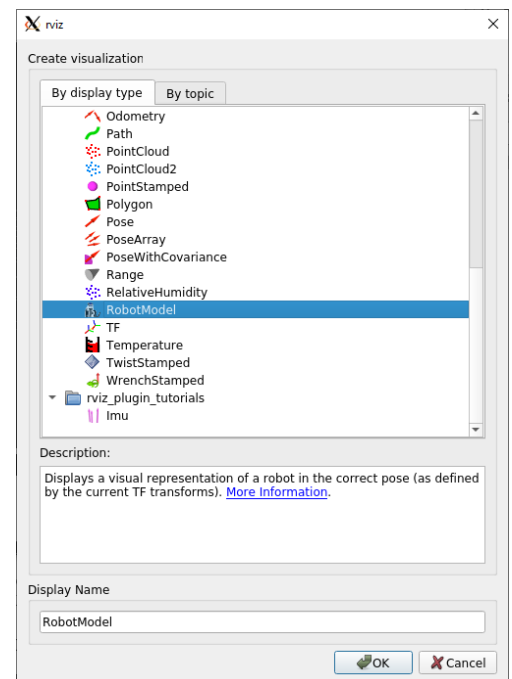 rviz
Create visualization
By display type By topic
Odometry
Path
PointCloud
PointCloud2
PointStamped
Polygon
Pose
PoseArray
PoseWithCovariance
Range
RelativeHumidity
RobotModel
TF
Temperature
TwistStamped
WrenchStamped
rviz_plugin_tutorials
Imu
Description:
Displays a visual representation of a robot in the correct pose (as defined
by the current TF transforms). More Information.
Display Name
RobotModel
OK Cancel